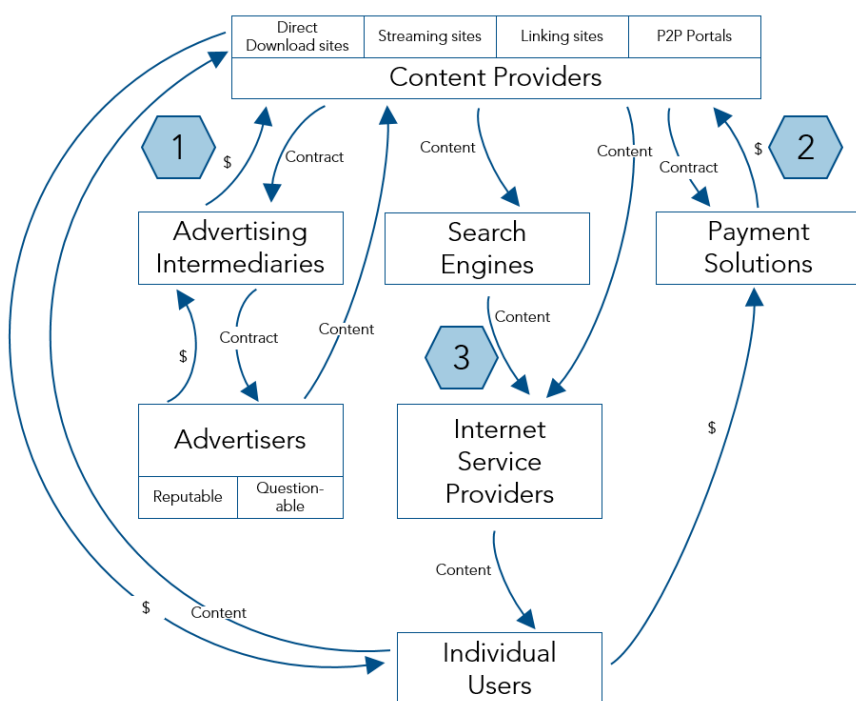 Direct
Download sites
Streaming sites
Linking sites
P2P Portals
Content Providers
1
$
Contract
Content
Content
Contract
$
2
Advertising
Intermediaries
Search
Engines
Payment
Solutions
$
Contract
Content
Content
3
Advertisers
Reputable
Question-
able
Internet
Service
Providers
$
Content
$
Content
Individual
Users